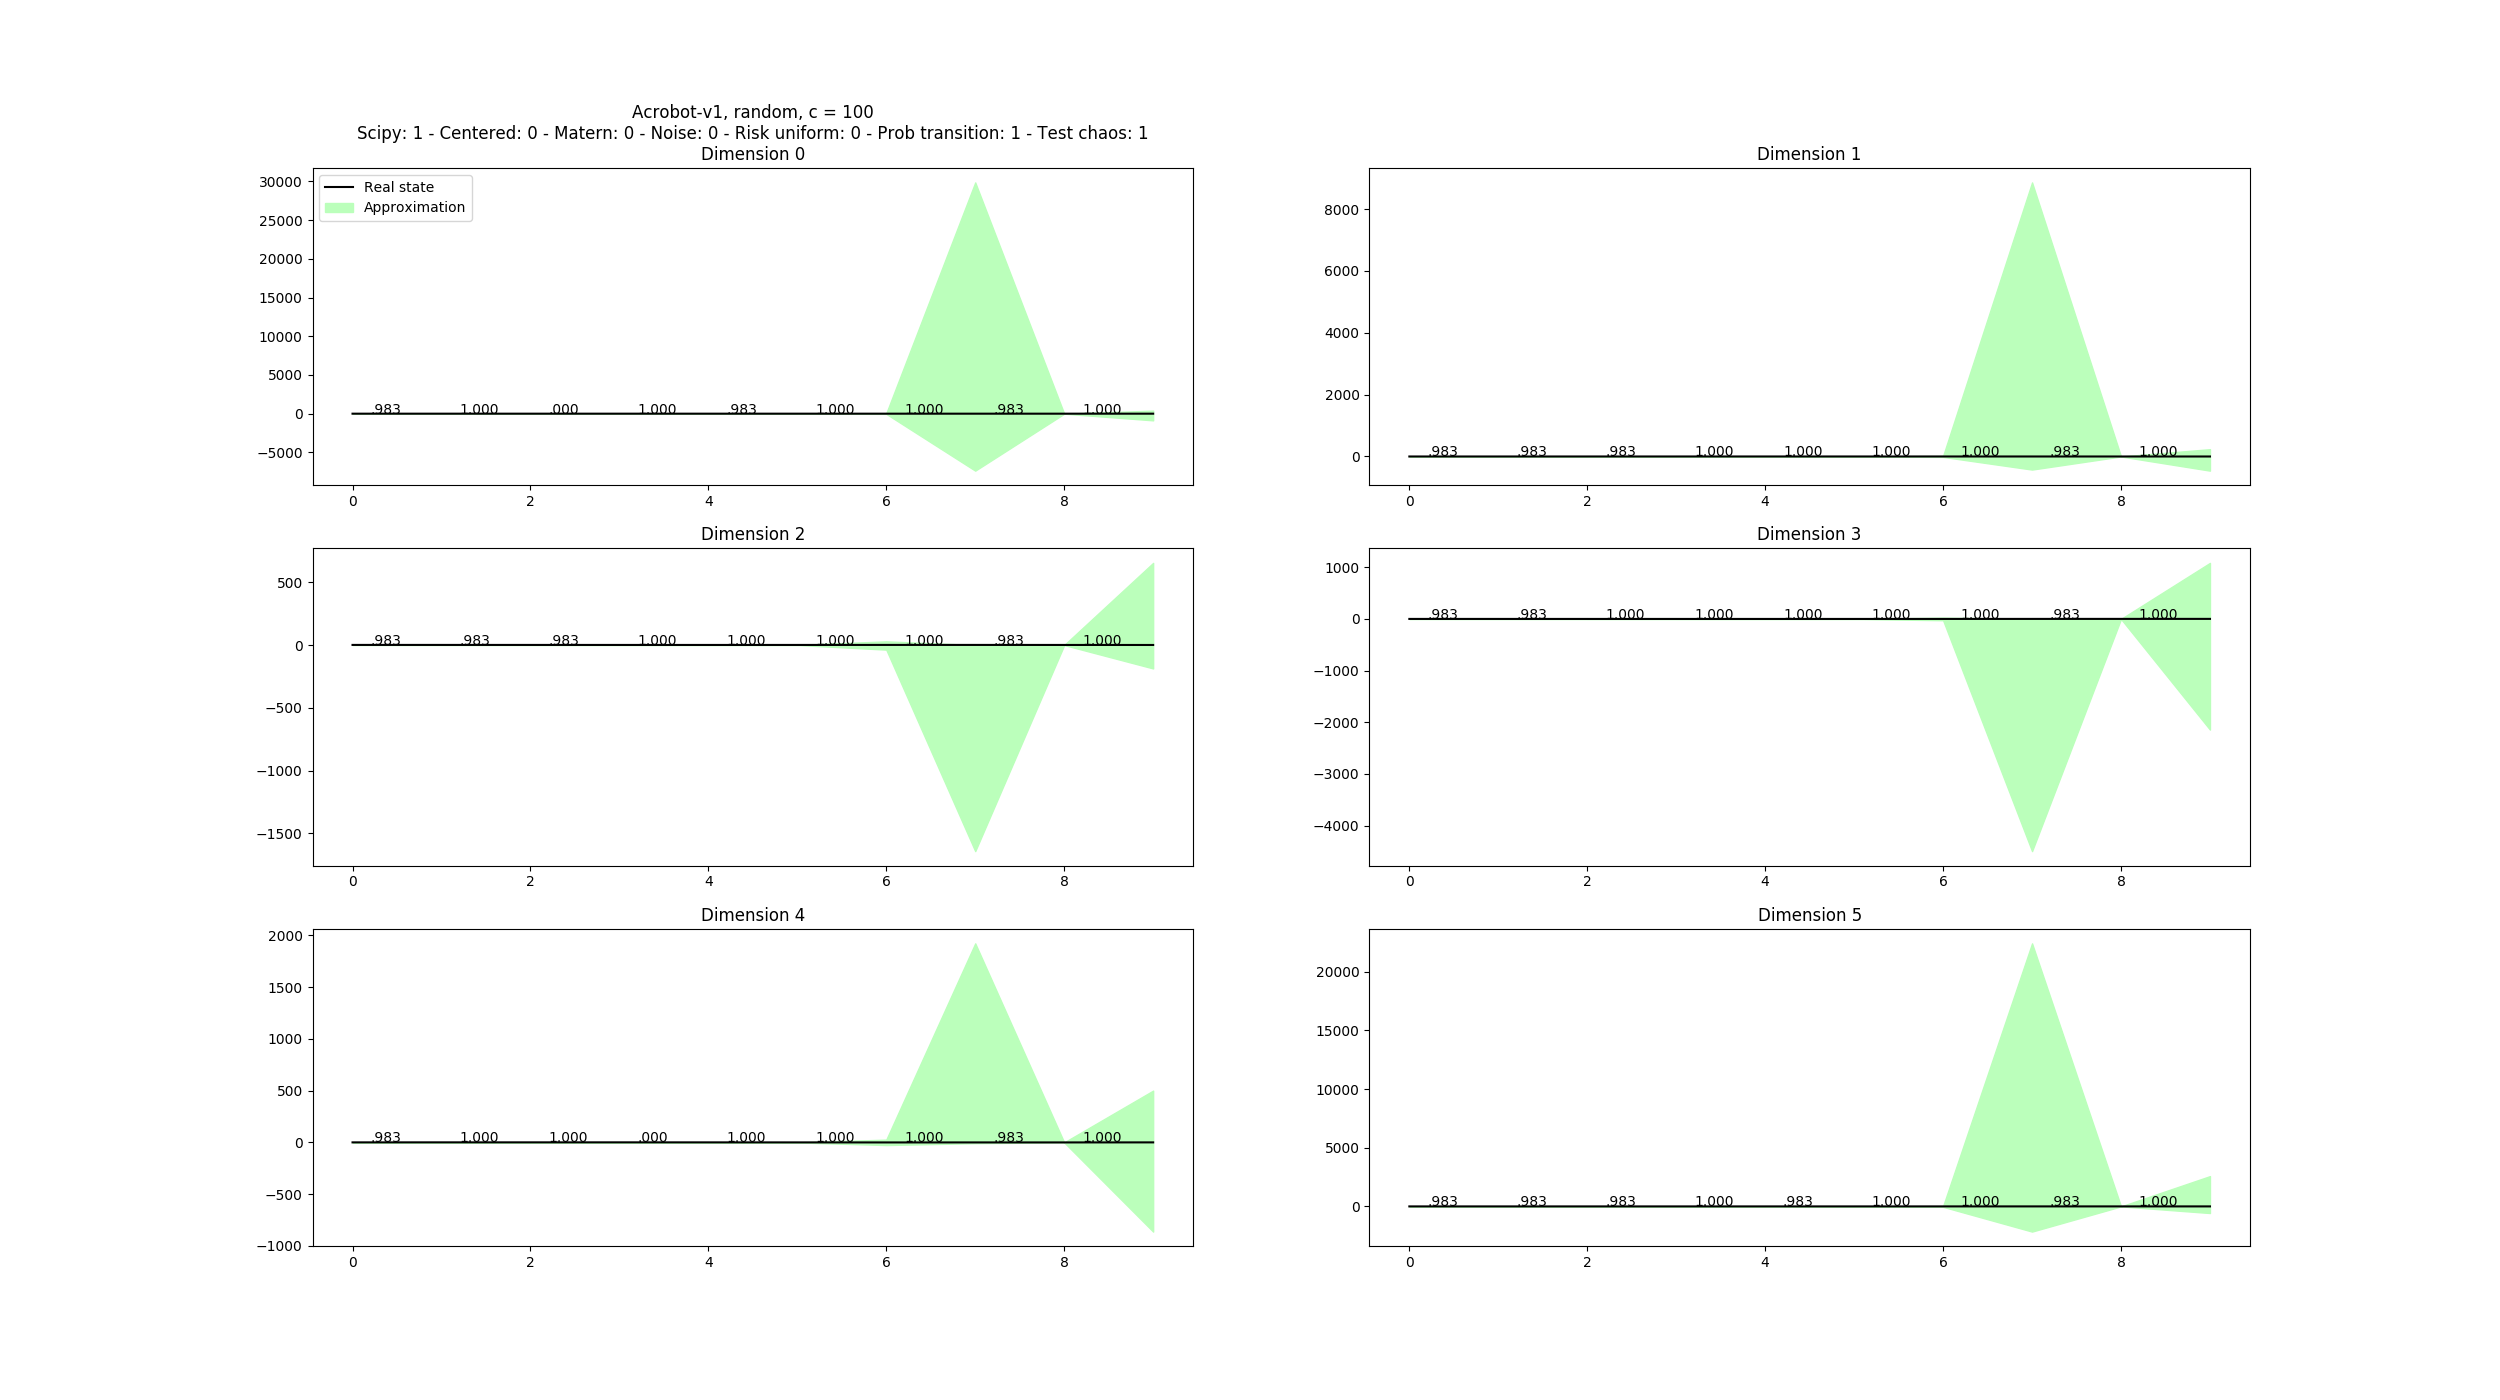 Acrobot-v1, random, c = 100
Scipy: 1 - Centered: 0 - Matern: 0 - Noise: 0 - Risk uniform: 0 - Prob transition: 1 - Test chaos: 1
Dimension 0
30000
25000
20000
15000
10000
5000
0
−5000
Real state
Approximation
.983 1.000 .000 1.000 .983 1.000 1.000 .983 1.000
0 2 4 6 8
Dimension 1
8000
6000
4000
2000
0
.983 .983 .983 1.000 1.000 1.000 1.000 .983 1.000
0 2 4 6 8
Dimension 2
500
0
−500
−1000
−1500
.983 .983 .983 1.000 1.000 1.000 1.000 .983 1.000
0 2 4 6 8
Dimension 3
1000
0
−1000
−2000
−3000
−4000
.983 .983 1.000 1.000 1.000 1.000 1.000 .983 1.000
0 2 4 6 8
Dimension 4
2000
1500
1000
500
0
−500
−1000
.983 1.000 1.000 .000 1.000 1.000 1.000 .983 1.000
0 2 4 6 8
Dimension 5
20000
15000
10000
5000
0
.983 .983 .983 1.000 .983 1.000 1.000 .983 1.000
0 2 4 6 8